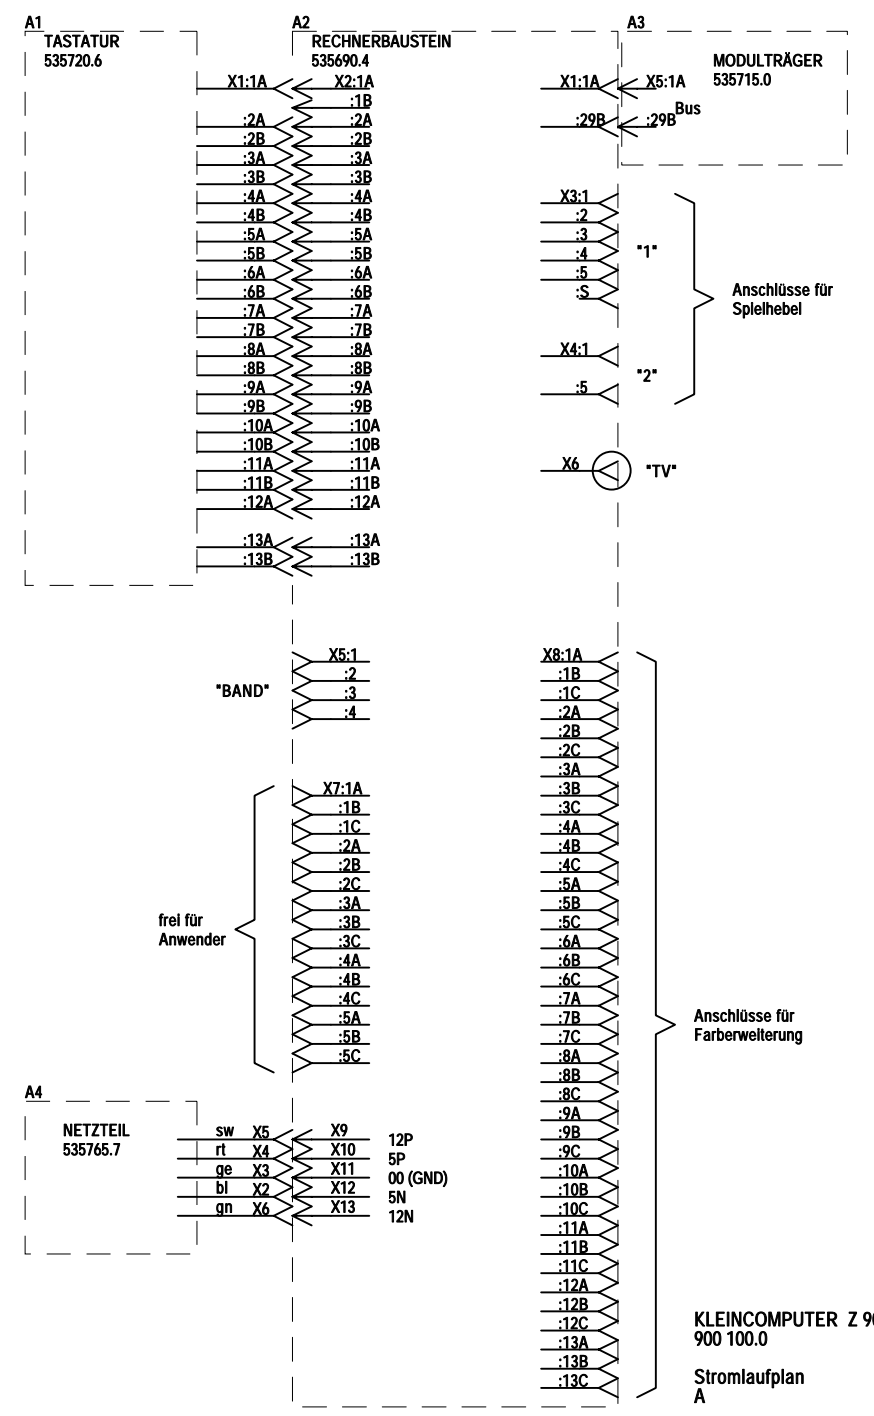 A1
TASTATUR
535720.6
X1:1A
:2A
:2B
:3A
:3B
:4A
:4B
:5A
:5B
:6A
:6B
:7A
:7B
:8A
:8B
:9A
:9B
:10A
:10B
:11A
:11B
:12A
:13A
:13B
A2
RECHNERBAUSTEIN
535690.4
X2:1A
:1B
:2A
:2B
:3A
:3B
:4A
:4B
:5A
:5B
:6A
:6B
:7A
:7B
:8A
:8B
:9A
:9B
:10A
:10B
:11A
:11B
:12A
:13A
:13B
X1:1A
:29B
A3
MODULTRÄGER
535715.0
X5:1A
Bus
:29B
X3:1
:2
:3
:4
:5
:S
"1"
X4:1
:5
"2"
Anschlüsse für
Spielhebel
X6
"TV"
"BAND"
X5:1
:2
:3
:4
frei für
Anwender
X7:1A
:1B
:1C
:2A
:2B
:2C
:3A
:3B
:3C
:4A
:4B
:4C
:5A
:5B
:5C
X8:1A
:1B
:1C
:2A
:2B
:2C
:3A
:3B
:3C
:4A
:4B
:4C
:5A
:5B
:5C
:6A
:6B
:6C
:7A
:7B
:7C
:8A
:8B
:8C
:9A
:9B
:9C
:10A
:10B
:10C
:11A
:11B
:11C
:12A
:12B
:12C
:13A
:13B
:13C
Anschlüsse für
Farberweiterung
A4
NETZTEIL
535765.7
sw X5 X9 12P
rt X4 X10 5P
ge X3 X11 00 (GND)
bl X2 X12 5N
gn X6 X13 12N
KLEINCOMPUTER Z
900 100.0
Stromlaufplan
A